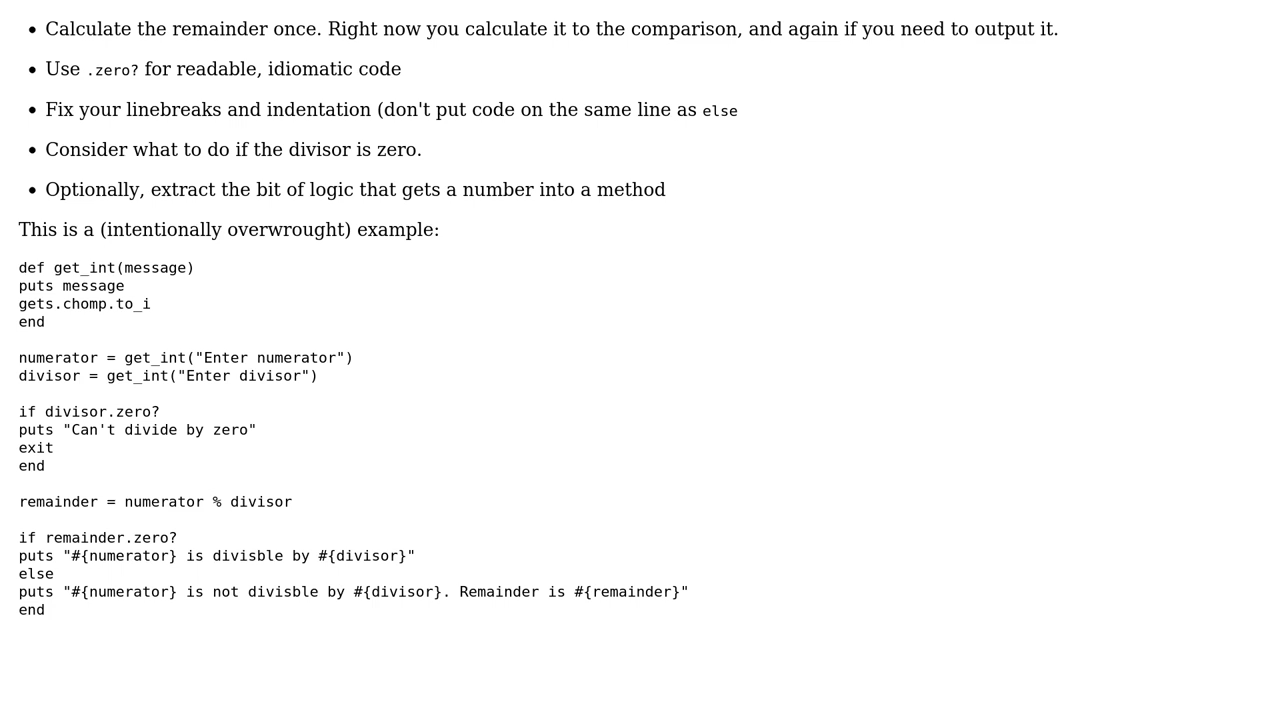 • Calculate the remainder once. Right now you calculate it to the comparison, and again if you need to output it.
• Use .zero? for readable, idiomatic code
• Fix your linebreaks and indentation (don't put code on the same line as else
• Consider what to do if the divisor is zero.
• Optionally, extract the bit of logic that gets a number into a method
This is a (intentionally overwrought) example:
def get_int(message)
puts message
gets.chomp.to_i
end
numerator = get_int("Enter numerator")
divisor = get_int("Enter divisor")
if divisor.zero?
puts "Can't divide by zero"
exit
end
remainder = numerator % divisor
if remainder.zero?
puts "#{numerator} is divisble by #{divisor}"
else
puts "#{numerator} is not divisble by #{divisor}. Remainder is #{remainder}"
end